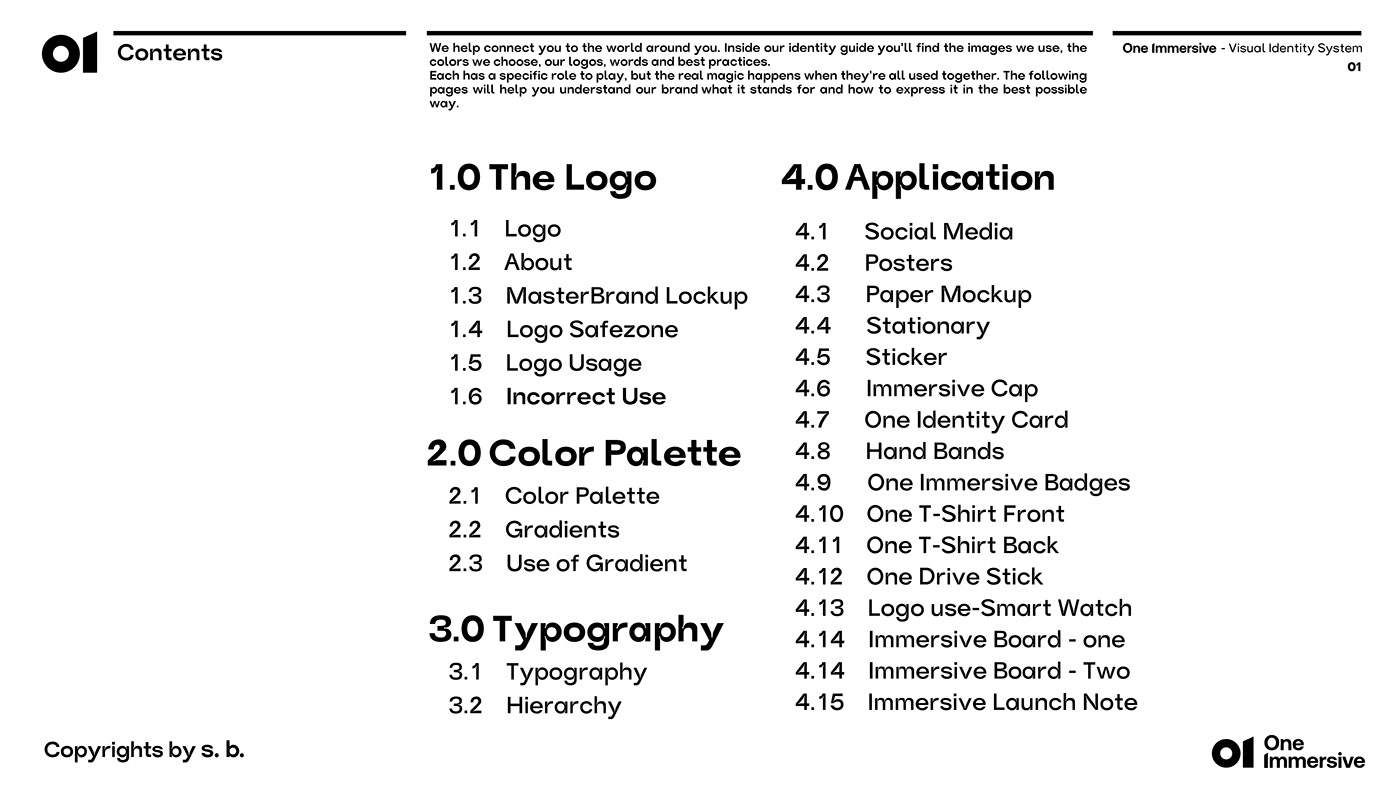 01
Contents
We help connect you to the world around you. Inside our identity guide you'll find the images we use, the
colors we choose, our logos, words and best practices.
Each has a specific role to play, but the real magic happens when they're all used together. The following
pages will help you understand our brand what it stands for and how to express it in the best possible
way.
One Immersive - Visual Identity System
01
1.0 The Logo
1.1 Logo
1.2 About
1.3 MasterBrand Lockup
1.4 Logo Safezone
1.5 Logo Usage
1.6 Incorrect Use
2.0 Color Palette
2.1 Color Palette
2.2 Gradients
2.3 Use of Gradient
3.0 Typography
3.1 Typography
3.2 Hierarchy
4.0 Application
4.1 Social Media
4.2 Posters
4.3 Paper Mockup
4.4 Stationary
4.5 Sticker
4.6 Immersive Cap
4.7 One Identity Card
4.8 Hand Bands
4.9 One Immersive Badges
4.10 One T-Shirt Front
4.11 One T-Shirt Back
4.12 One Drive Stick
4.13 Logo use-Smart Watch
4.14 Immersive Board - one
4.14 Immersive Board - Two
4.15 Immersive Launch Note
Copyrights by s. b.
01 One
Immersive